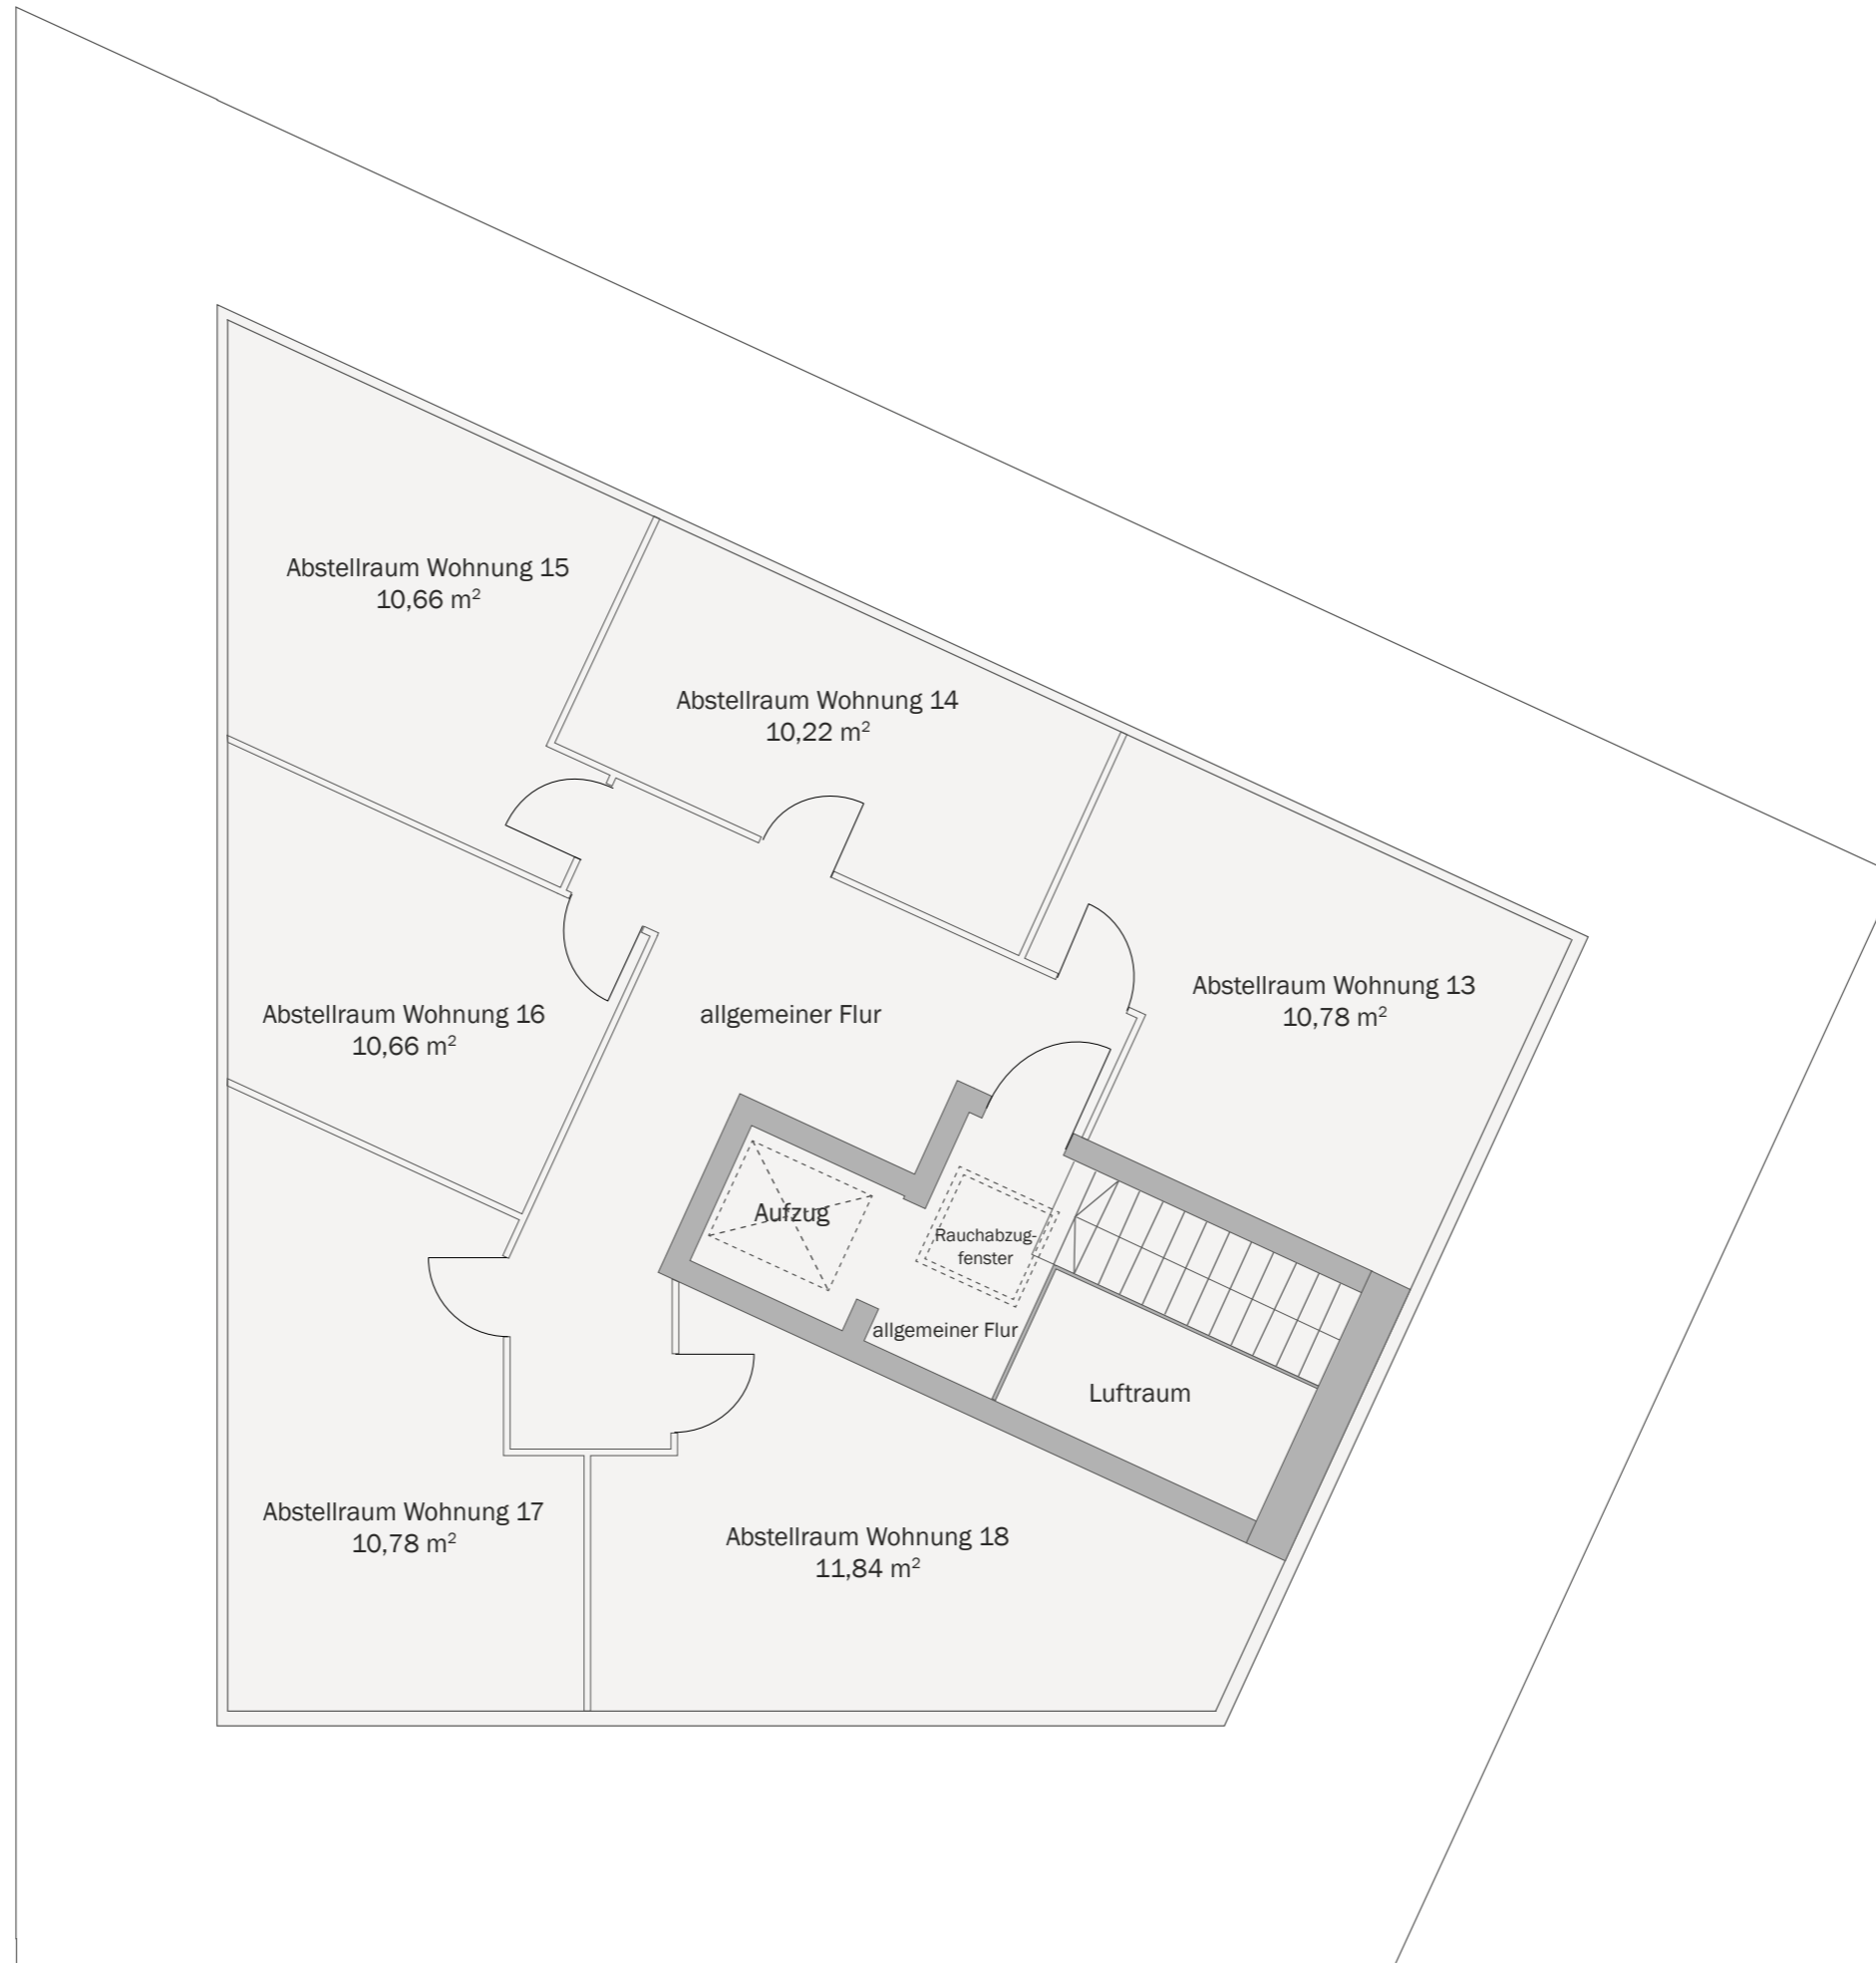 Abstellraum Wohnung 15
10,66 m²
Abstellraum Wohnung 14
10,22 m²
Abstellraum Wohnung 13
10,78 m²
Abstellraum Wohnung 16
10,66 m²
allgemeiner Flur
Aufzug
Rauchabzug-
fenster
allgemeiner Flur
Luftraum
Abstellraum Wohnung 17
10,78 m²
Abstellraum Wohnung 18
11,84 m²